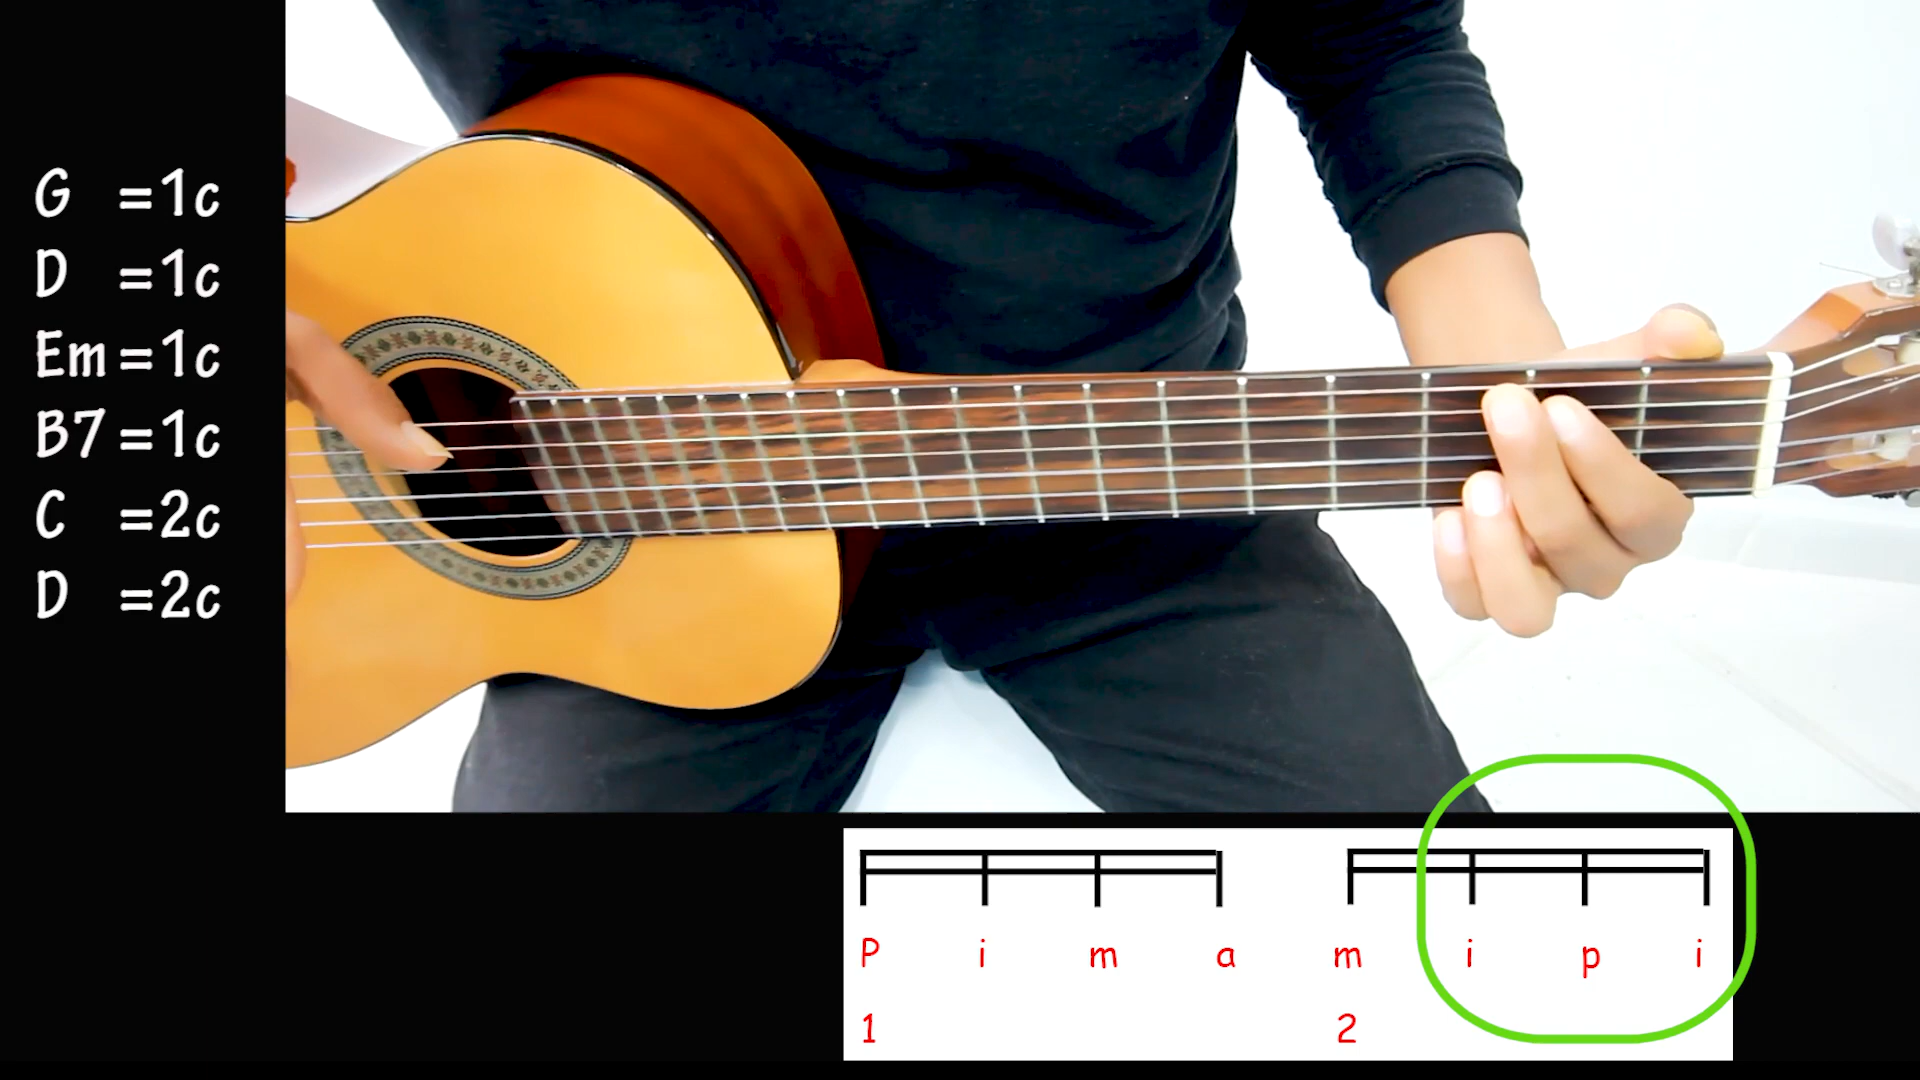 G =1c
D =1c
Em =1c
B7 =1c
C =2c
D =2c
P i m a m i p i
1 2